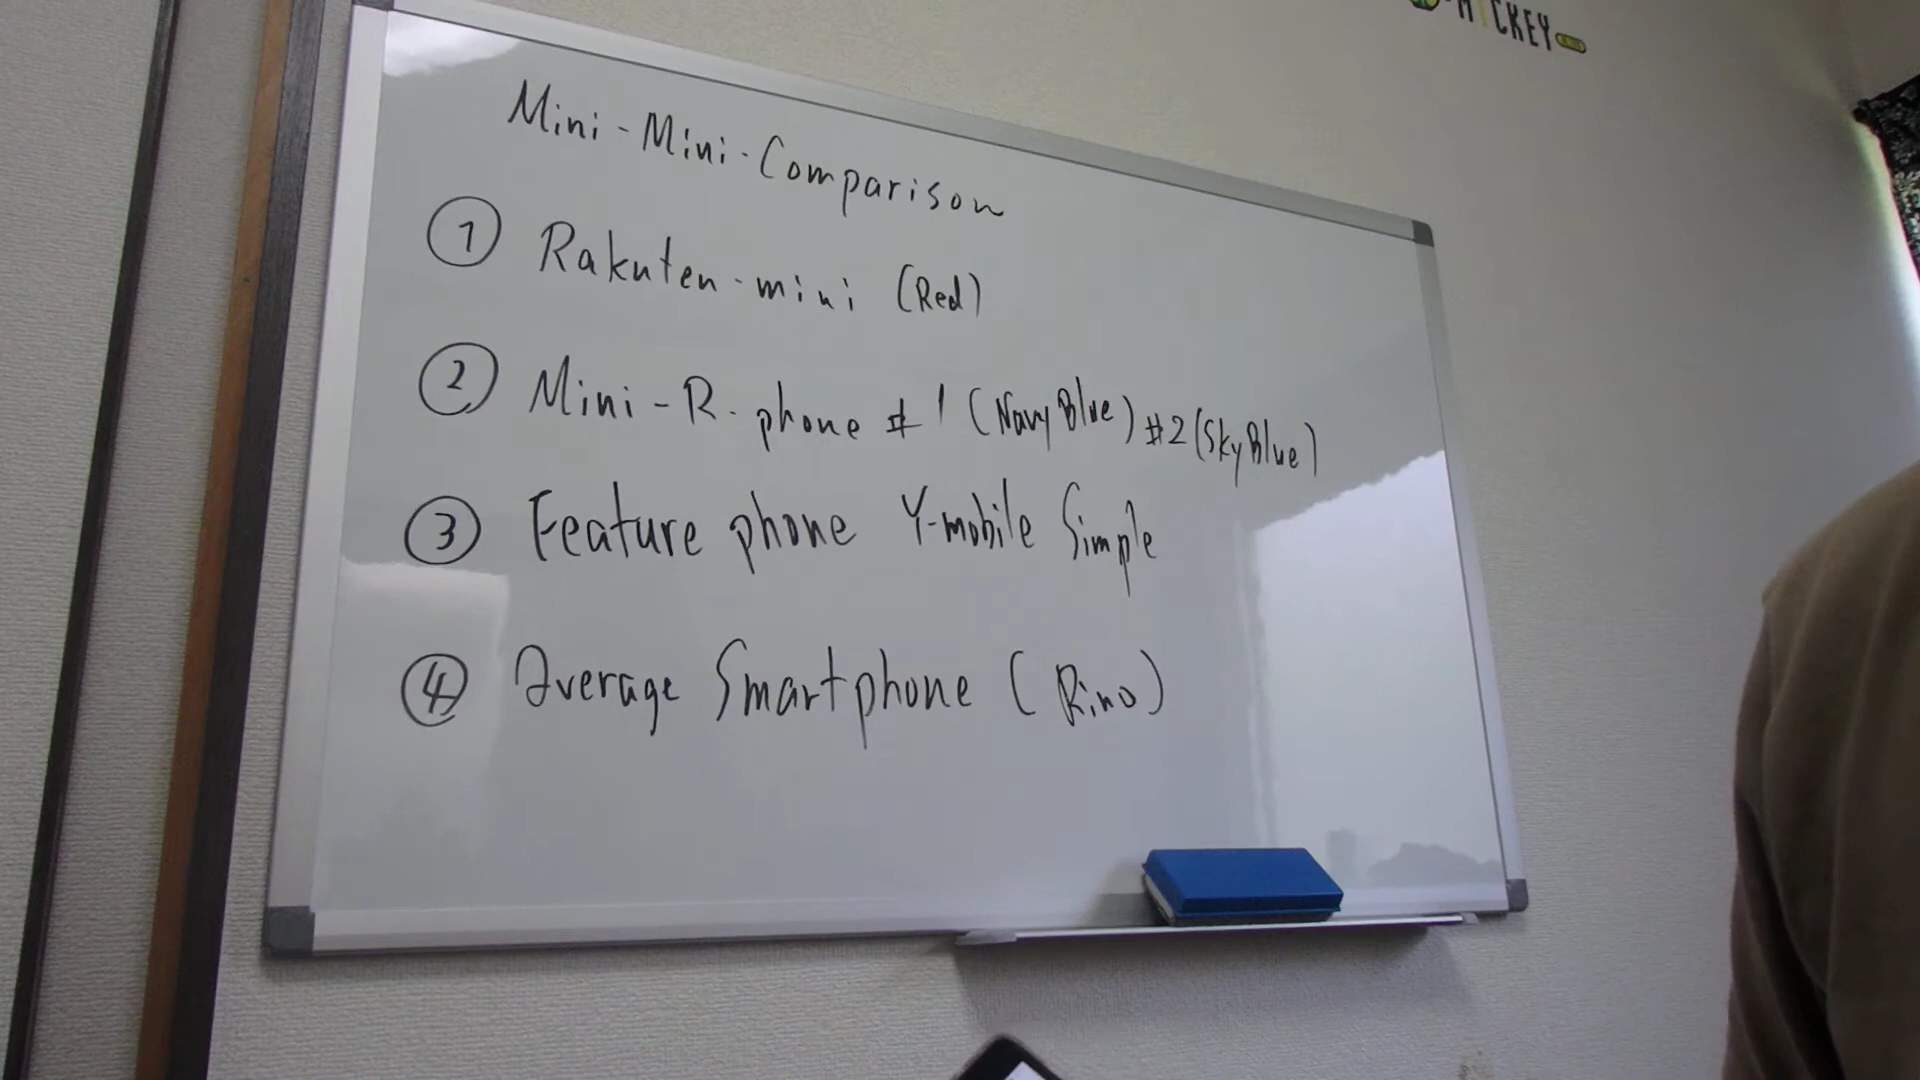 MICKEY
Mini-Mini-Comparison
① Rakuten-mini (Red)
② Mini-R-phone #1 (Navy Blue) #2 (Sky Blue)
③ Feature phone Y-mobile Simple
④ Average Smartphone (Rino)